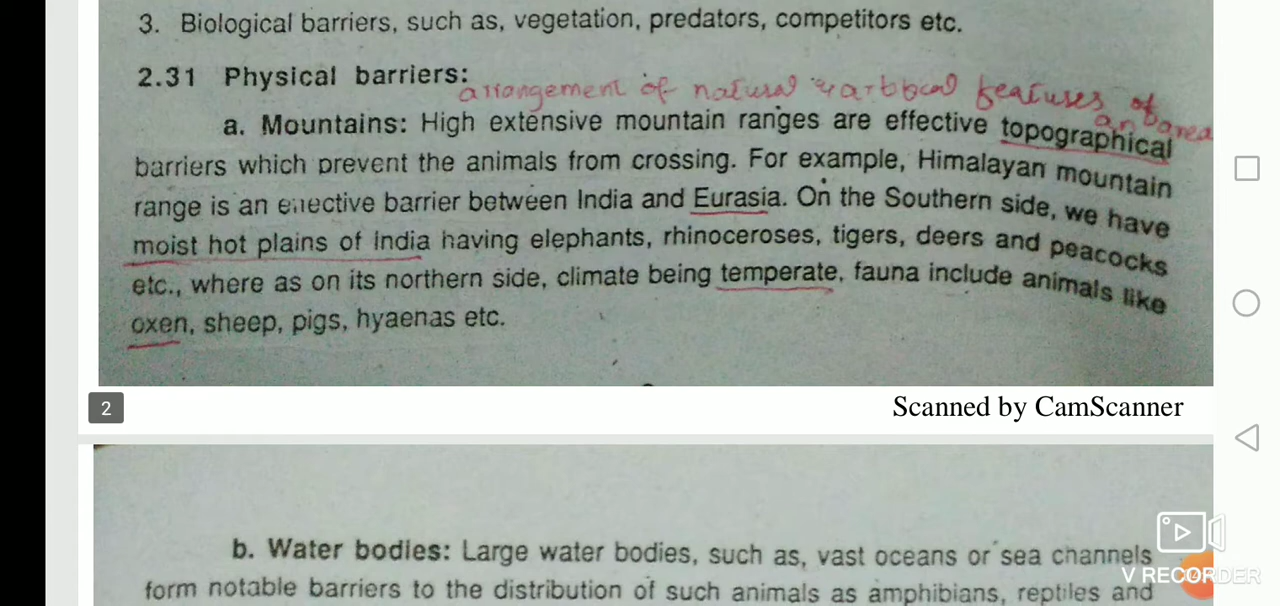 3. Biological barriers, such as, vegetation, predators, competitors etc.
2.31 Physical barriers:
arrangement of natural features of
an area
a. Mountains: High extensive mountain ranges are effective topographical
barriers which prevent the animals from crossing. For example, Himalayan mountain
range is an effective barrier between India and Eurasia. On the Southern side, we have
moist hot plains of India having elephants, rhinoceroses, tigers, deers and peacocks
etc., where as on its northern side, climate being temperate, fauna include animals like
oxen, sheep, pigs, hyaenas etc.
2
Scanned by CamScanner
b. Water bodies: Large water bodies, such as, vast oceans or sea channels
form notable barriers to the distribution of such animals as amphibians, reptiles and
V RECORDER